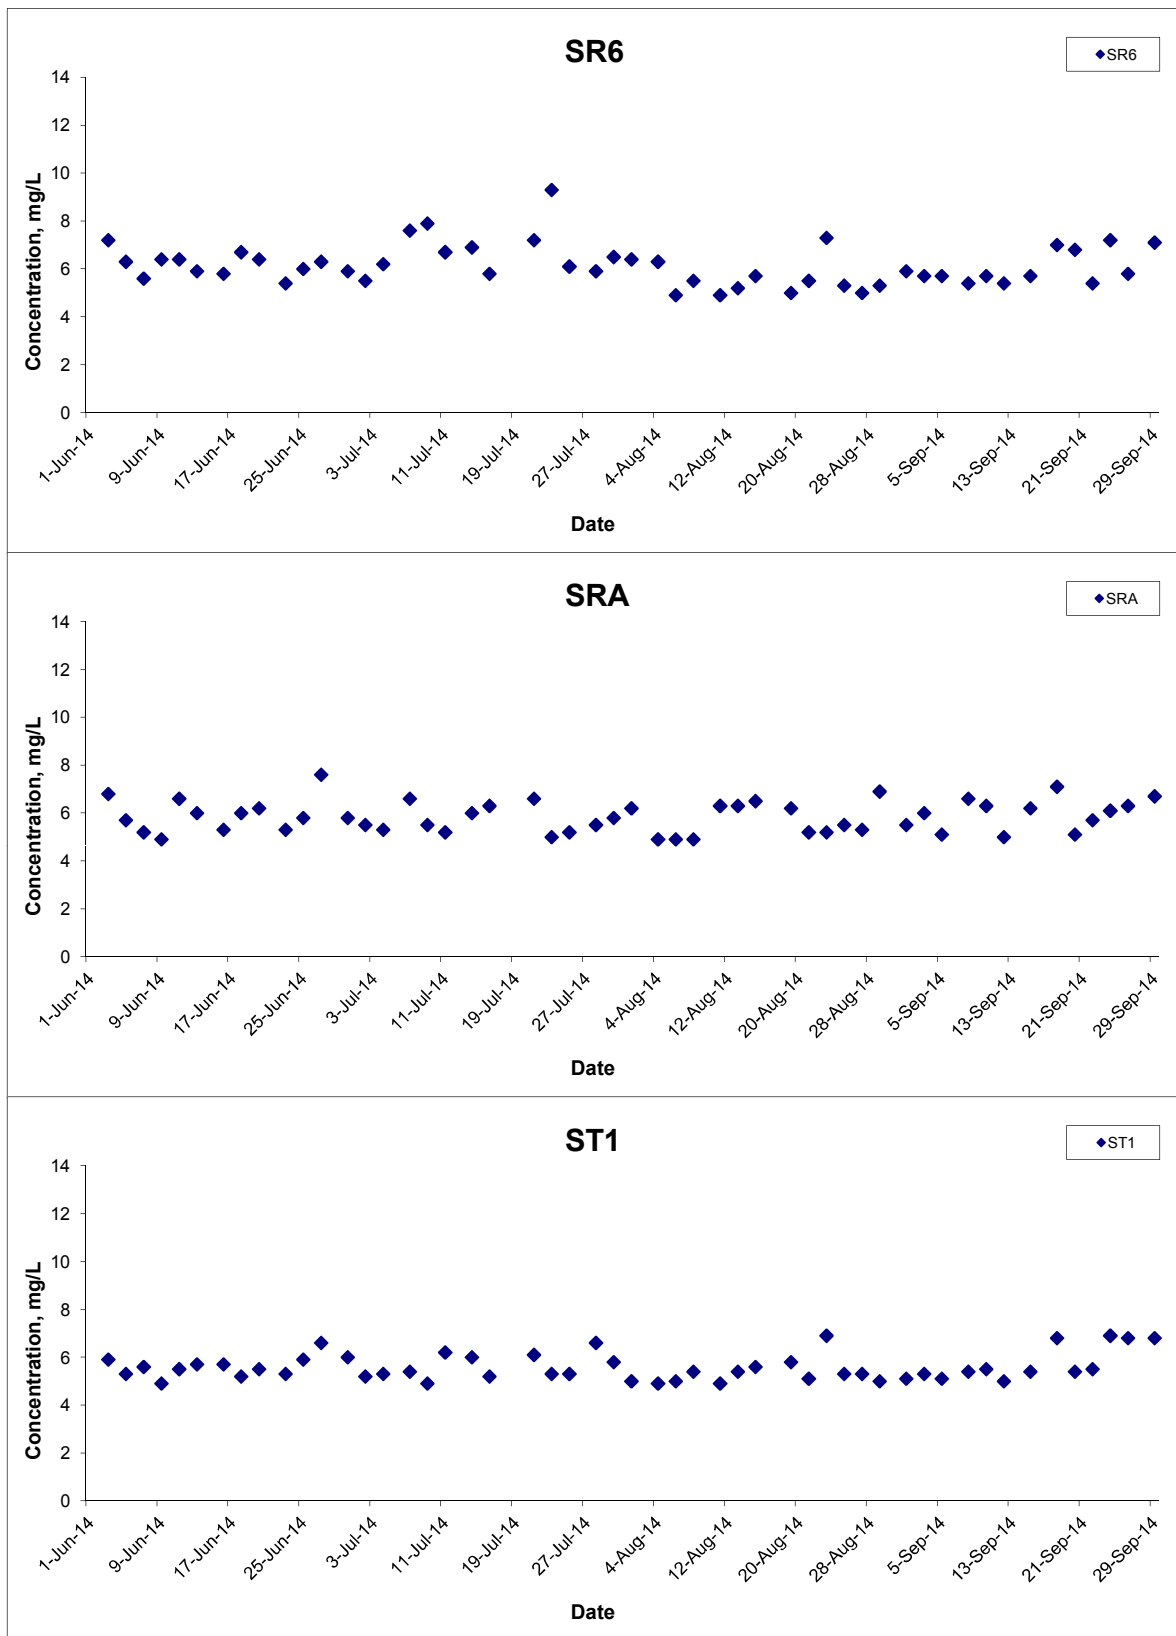 SR6
SR6
14
12
10
8
6
4
2
0
Concentration, mg/L
1-Jun-14
9-Jun-14
17-Jun-14
25-Jun-14
3-Jul-14
11-Jul-14
19-Jul-14
27-Jul-14
4-Aug-14
12-Aug-14
20-Aug-14
28-Aug-14
5-Sep-14
13-Sep-14
21-Sep-14
29-Sep-14
Date
SRA
SRA
14
12
10
8
6
4
2
0
Concentration, mg/L
1-Jun-14
9-Jun-14
17-Jun-14
25-Jun-14
3-Jul-14
11-Jul-14
19-Jul-14
27-Jul-14
4-Aug-14
12-Aug-14
20-Aug-14
28-Aug-14
5-Sep-14
13-Sep-14
21-Sep-14
29-Sep-14
Date
ST1
ST1
14
12
10
8
6
4
2
0
Concentration, mg/L
1-Jun-14
9-Jun-14
17-Jun-14
25-Jun-14
3-Jul-14
11-Jul-14
19-Jul-14
27-Jul-14
4-Aug-14
12-Aug-14
20-Aug-14
28-Aug-14
5-Sep-14
13-Sep-14
21-Sep-14
29-Sep-14
Date